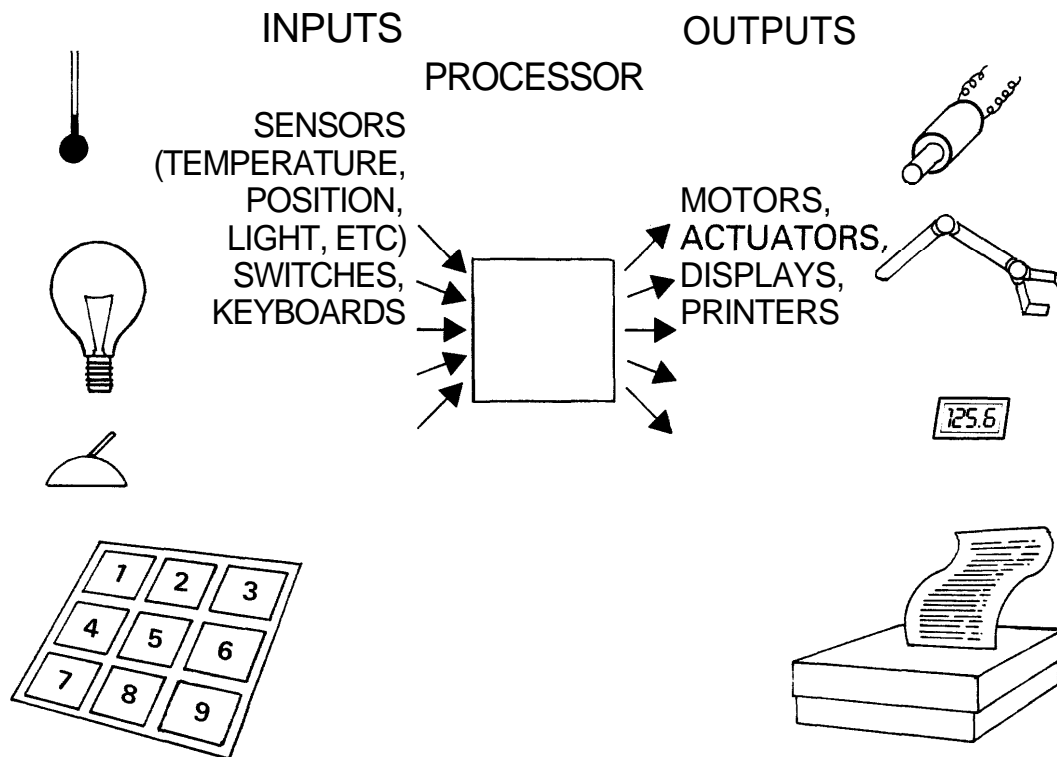 INPUTS
OUTPUTS
PROCESSOR
SENSORS
(TEMPERATURE,
POSITION,
LIGHT, ETC)
SWITCHES,
KEYBOARDS
MOTORS,
ACTUATORS,
DISPLAYS,
PRINTERS
125.6
1 2 3
4 5 6
7 8 9